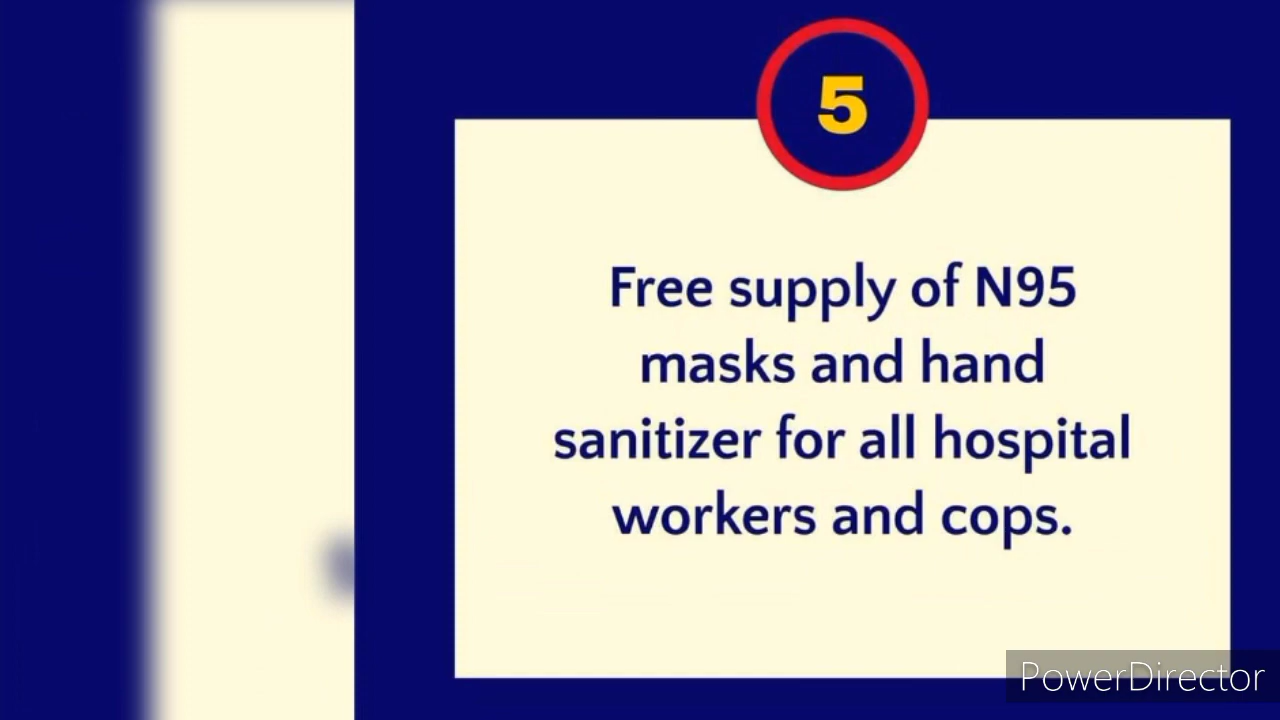 5
Free supply of N95
masks and hand
sanitizer for all hospital
workers and cops.
PowerDirector